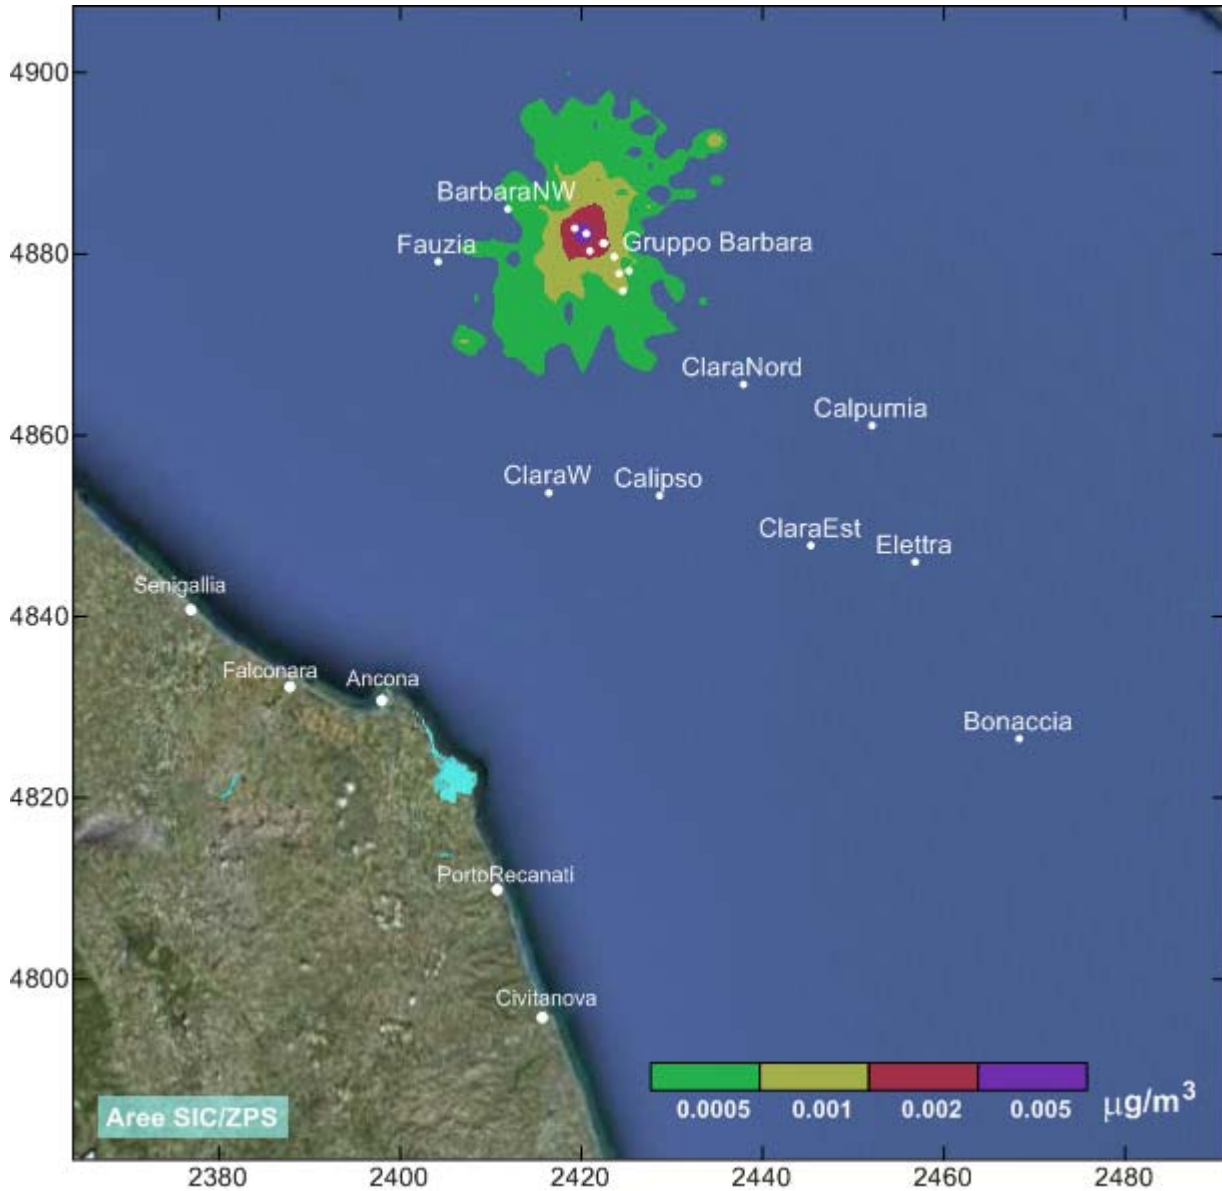 4900
BarbaraNW
4880
Fauzia
Gruppo Barbara
ClaraNord
Calpurnia
4860
ClaraW
Calipso
ClaraEst
Elettra
Senigallia
4840
Falconara
Ancona
Bonaccia
4820
PortoRecanati
4800
Civitanova
0.0005 0.001 0.002 0.005 μg/m³
Aree SIC/ZPS
2380 2400 2420 2440 2460 2480